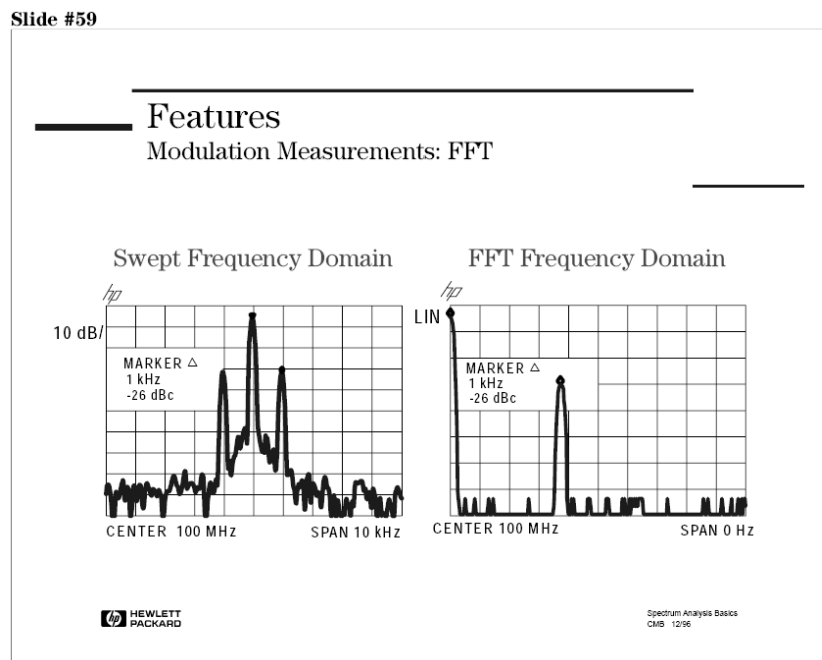 Slide #59
Features
Modulation Measurements: FFT
Swept Frequency Domain
FFT Frequency Domain
hp
10 dB/
MARKER △
1 kHz
-26 dBc
CENTER 100 MHz
SPAN 10 kHz
hp
LIN
MARKER △
1 kHz
-26 dBc
CENTER 100 MHz
SPAN 0 Hz
hp
HEWLETT
PACKARD
Spectrum Analysis Basics
CMB 12/96